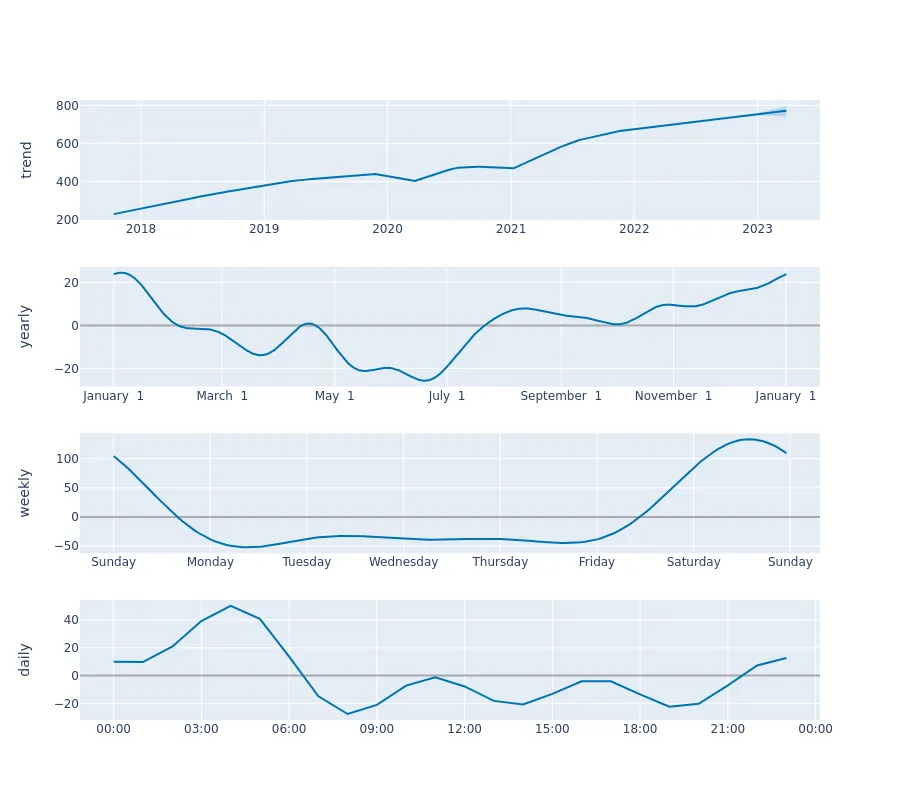 trend
800
600
400
200
2018 2019 2020 2021 2022 2023
yearly
20
0
−20
January 1 March 1 May 1 July 1 September 1 November 1 January 1
weekly
100
50
0
−50
Sunday Monday Tuesday Wednesday Thursday Friday Saturday Sunday
daily
40
20
0
−20
00:00 03:00 06:00 09:00 12:00 15:00 18:00 21:00 00:00